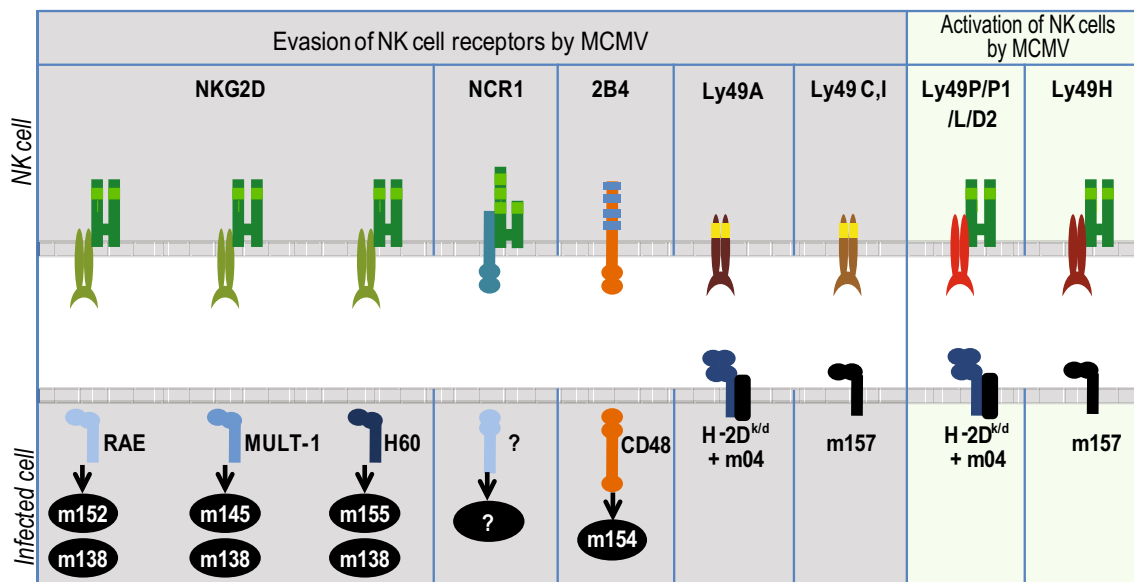 Evasion of NK cell receptors by MCMV
Activation of NK cells
by MCMV
NKG2D
NCR1
2B4
Ly49A
Ly49 C,I
Ly49P/P1
/L/D2
Ly49H
NK cell
Infected cell
RAE
MULT-1
H60
?
CD48
H-2Dk/d
+ m04
m157
H-2Dk/d
+ m04
m157
m152
m145
m155
?
m154
m138
m138
m138